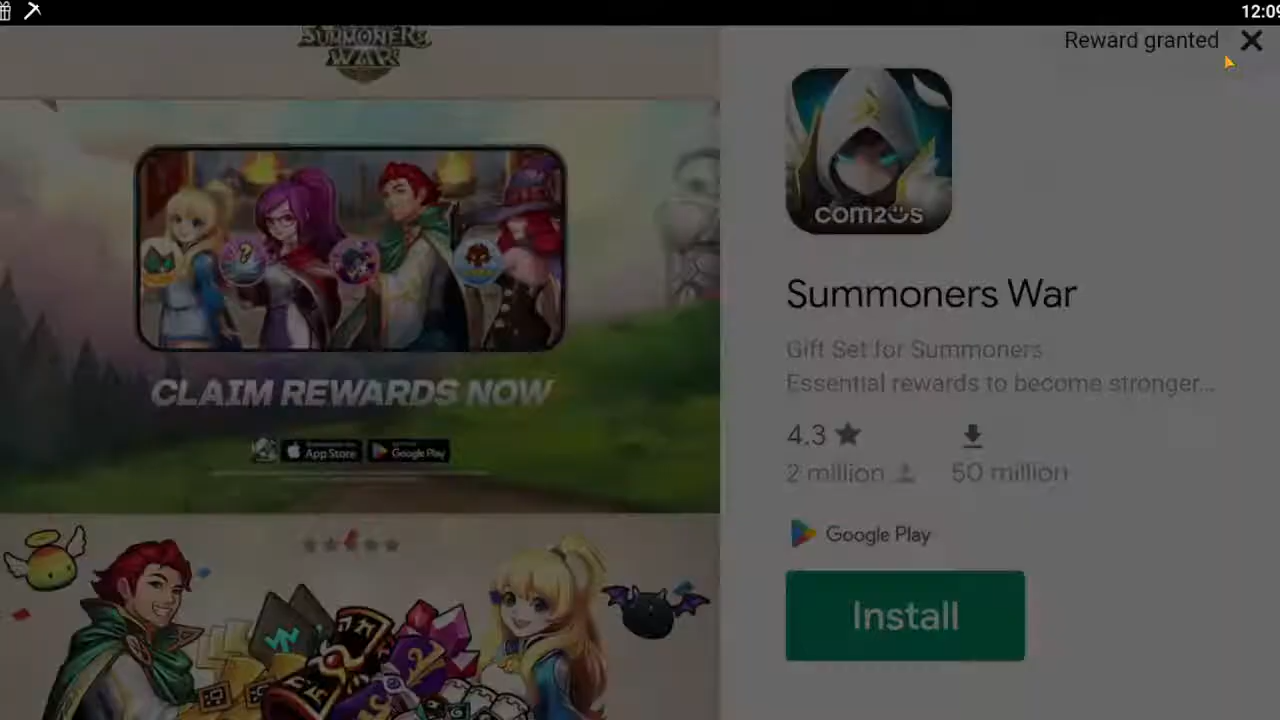 12:09
Reward granted
SUMMONERS
WAR
com2us
Summoners War
Gift Set for Summoners
Essential rewards to become stronger...
CLAIM REWARDS NOW
4.3
2 million
50 million
App Store
Google Play
Google Play
Install